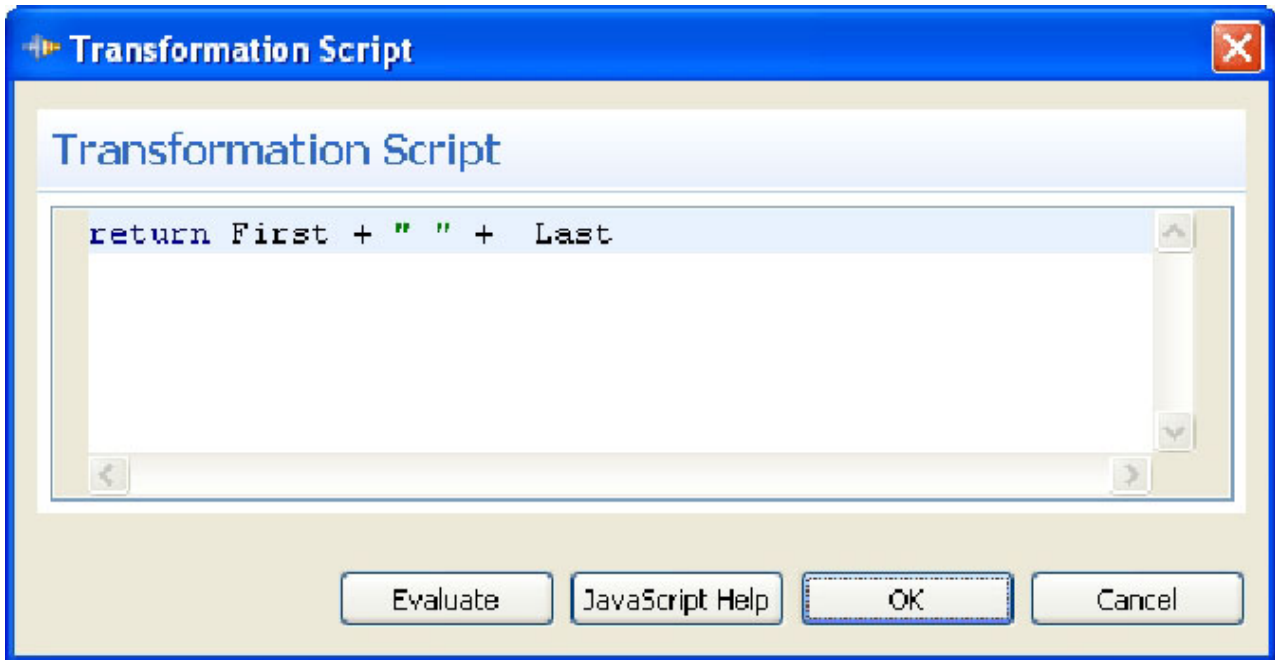 Transformation Script
Transformation Script
return First + " " +  Last
Evaluate
JavaScript Help
OK
Cancel